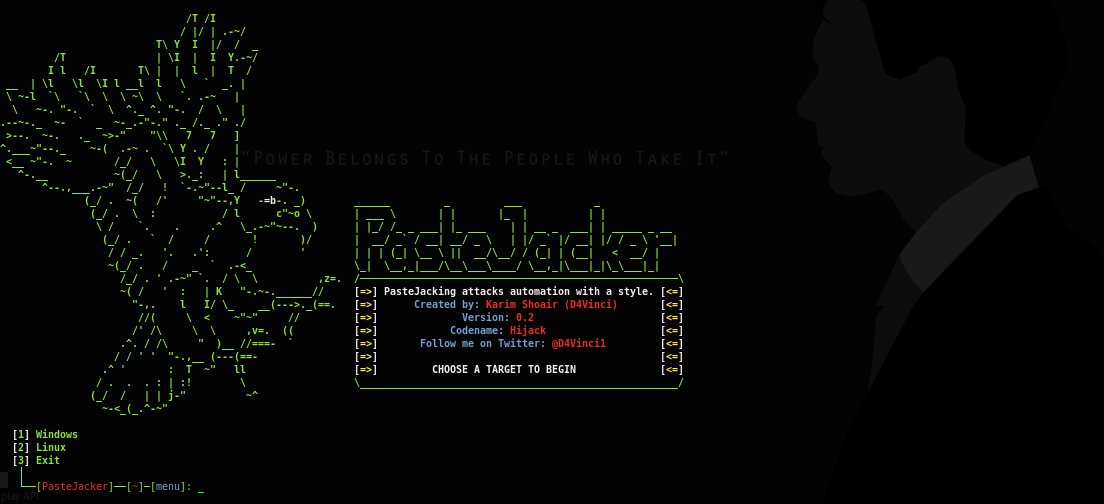 “Power Belongs To The People Who Take It”
PasteJacker
[=>] PasteJacking attacks automation with a style. [<=]
[=>] Created by: Karim Shoair (D4Vinci) [<=]
[=>] Version: 0.2 [<=]
[=>] Codename: Hijack [<=]
[=>] Follow me on Twitter: @D4Vinci1 [<=]
[=>] [<=]
[=>] CHOOSE A TARGET TO BEGIN [<=]
[1] Windows
[2] Linux
[3] Exit
[PasteJacker]—[~]—[menu]: _
play API